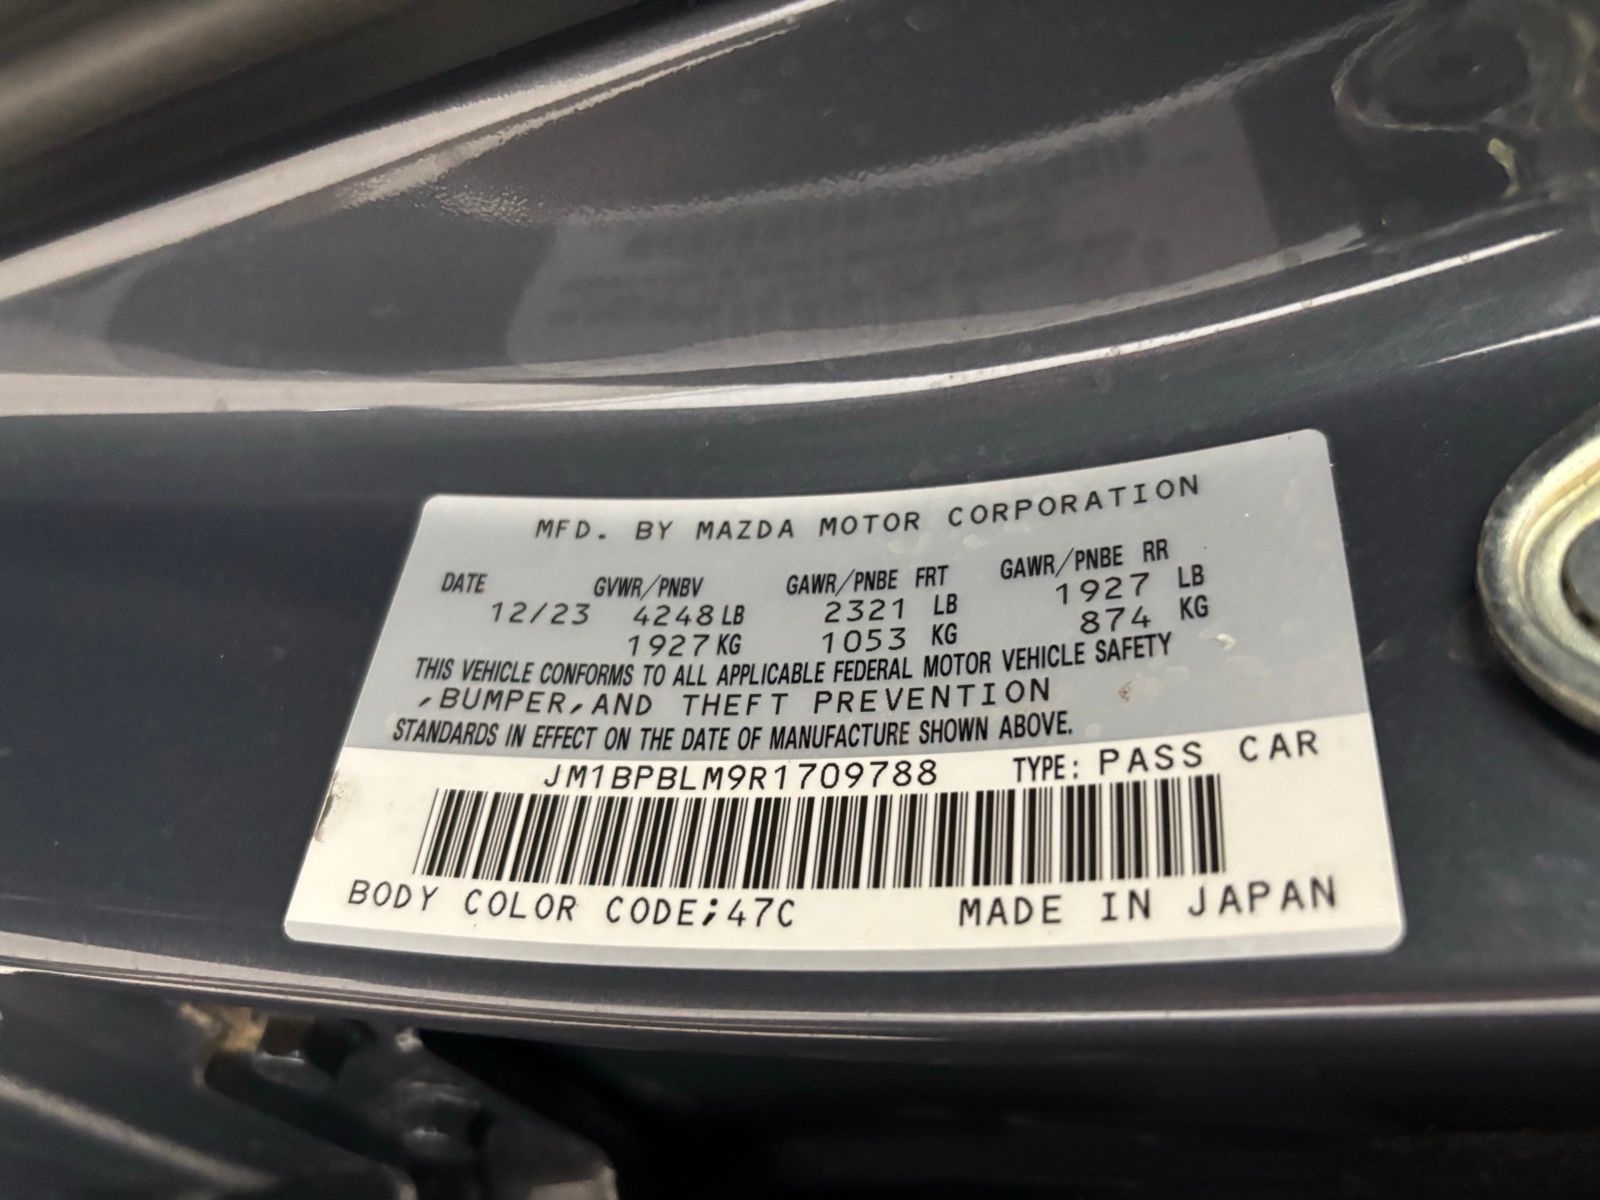 MFD. BY MAZDA MOTOR CORPORATION
DATE GVWR/PNBV GAWR/PNBE FRT GAWR/PNBE RR
12/23 4248 LB 2321 LB 1927 LB
1927 KG 1053 KG 874 KG
THIS VEHICLE CONFORMS TO ALL APPLICABLE FEDERAL MOTOR VEHICLE SAFETY
,BUMPER,AND THEFT PREVENTION
STANDARDS IN EFFECT ON THE DATE OF MANUFACTURE SHOWN ABOVE.
JM1BPBLM9R1709788 TYPE: PASS CAR
BODY COLOR CODE;47C MADE IN JAPAN